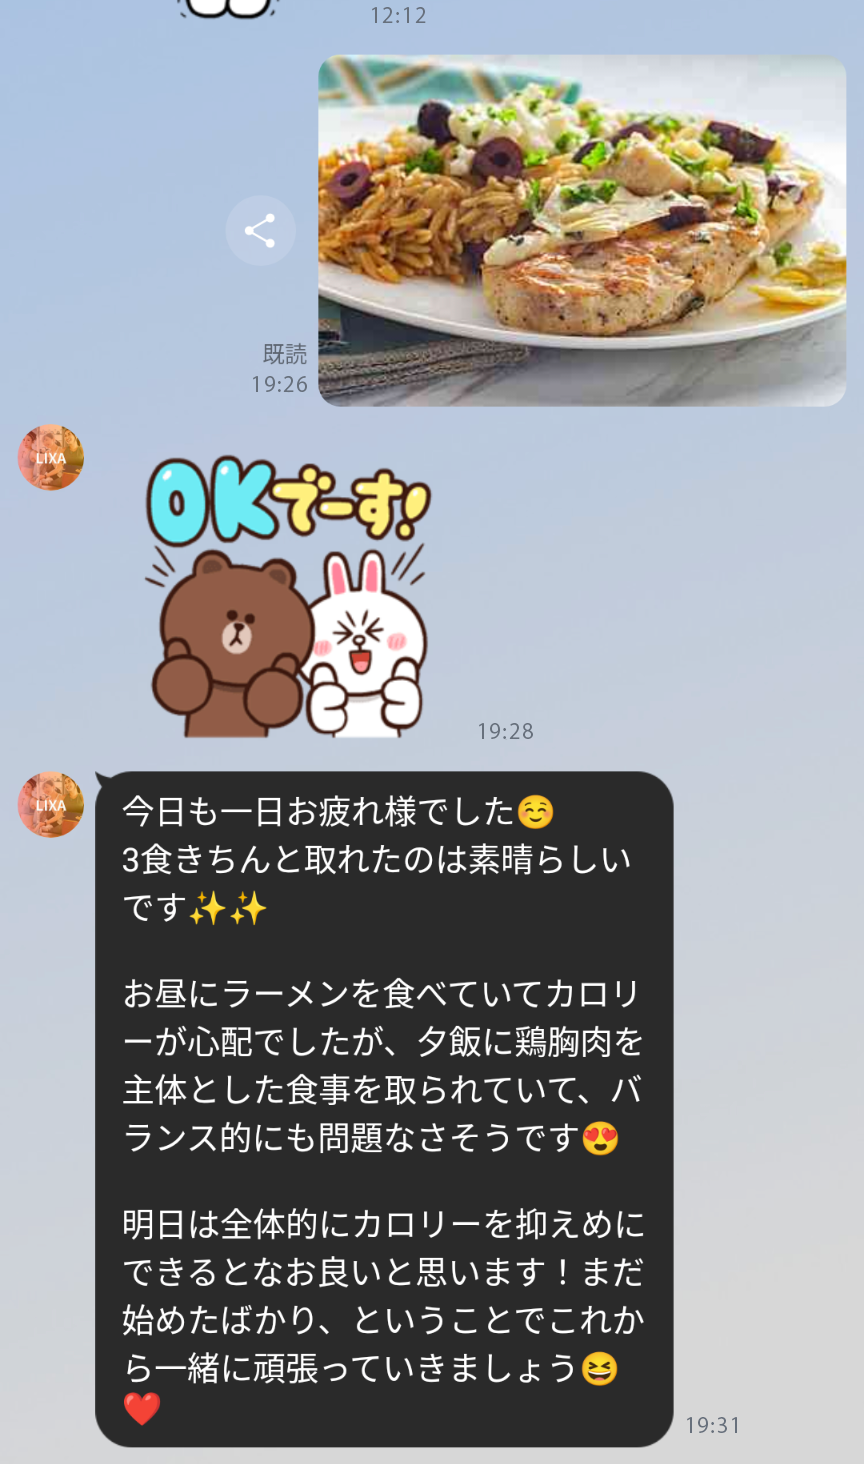 12:12
既読
19:26
LIXA
OKでーす!
19:28
LIXA
今日も一日お疲れ様でした☺️
3食きちんと取れたのは素晴らしい
です✨✨
お昼にラーメンを食べていてカロリ
ーが心配でしたが、夕飯に鶏胸肉を
主体とした食事を取られていて、バ
ランス的にも問題なさそうです😍
明日は全体的にカロリーを抑えめに
できるとなお良いと思います！まだ
始めたばかり、ということでこれか
ら一緒に頑張っていきましょう😆
❤️
19:31